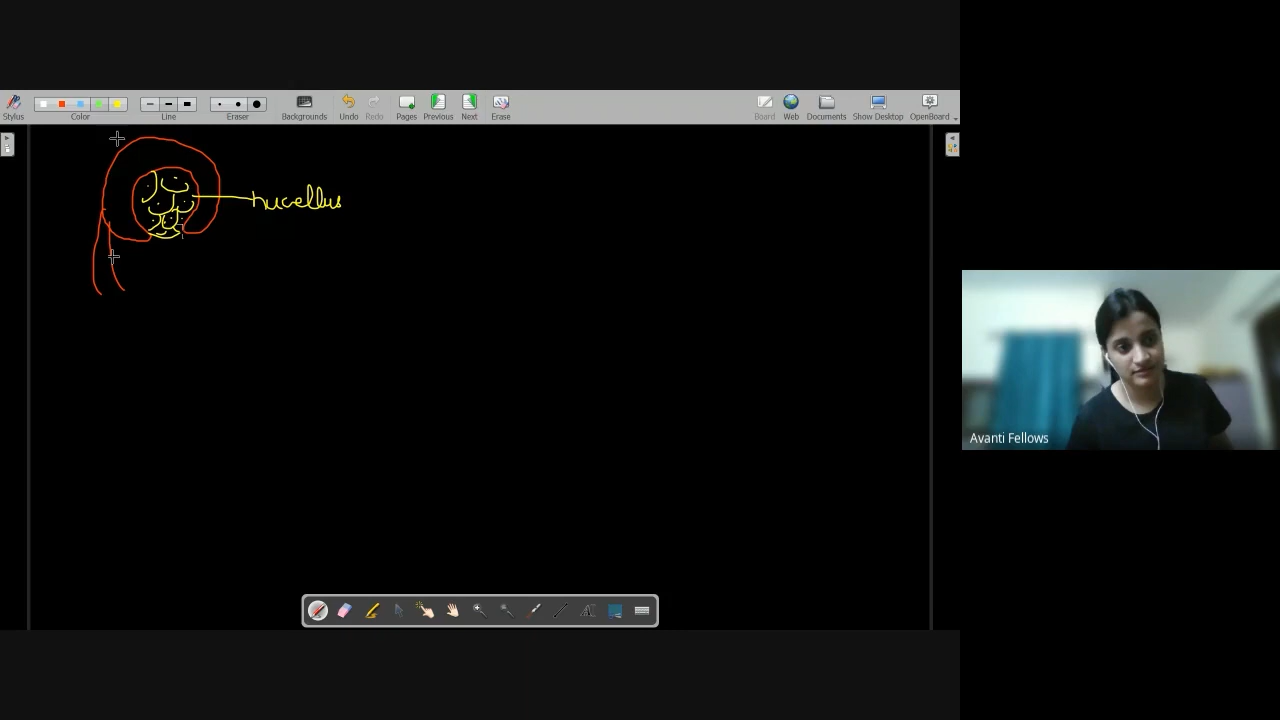 Stylus
Color
Line
Eraser
Backgrounds
Undo
Redo
Pages
Previous
Next
Erase
Board
Web
Documents
Show Desktop
OpenBoard
nucellus
Avanti Fellows